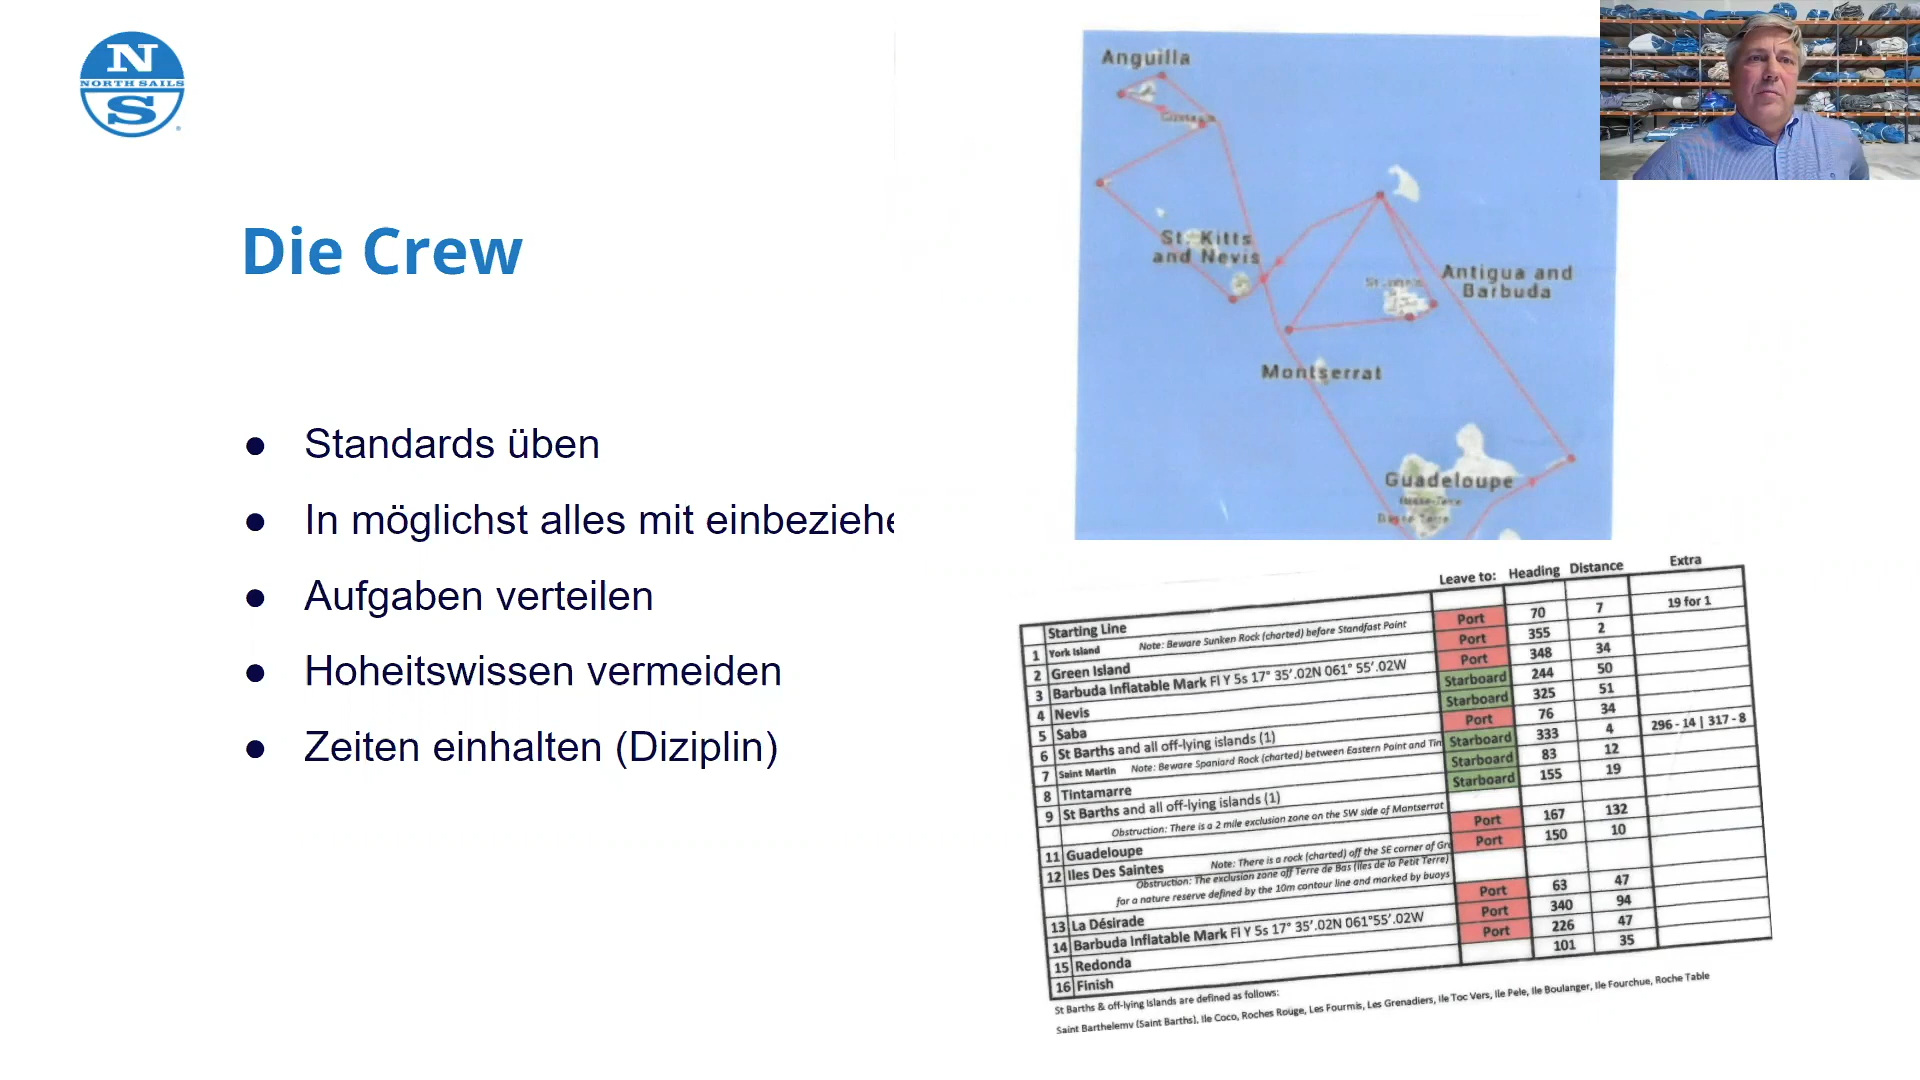 N
NORTH SAILS
S
Die Crew
● Standards üben
● In möglichst alles mit einbeziehe
● Aufgaben verteilen
● Hoheitswissen vermeiden
● Zeiten einhalten (Diziplin)
Anguilla
Gustavia
St. Kitts
and Nevis
Antigua and
Barbuda
Montserrat
Guadeloupe
Basse-Terre
Leave to: Heading Distance Extra
Starting Line
1 York Island Note: Beware Sunken Rock (charted) before Standfast Point Port 70 7 19 for 1
2 Green Island Port 355 2
3 Barbuda Inflatable Mark Fl Y 5s 17° 35’.02N 061° 55’.02W Port 348 34
4 Nevis Starboard 244 50
5 Saba Starboard 325 51
6 St Barths and all off-lying islands (1) Port 76 34
7 Saint Martin Note: Beware Spaniard Rock (charted) between Eastern Point and Tin Starboard 333 4 296 - 14 | 317 - 8
8 Tintamarre Starboard 83 12
9 St Barths and all off-lying islands (1) Starboard 155 19
Obstruction: There is a 2 mile exclusion zone on the SW side of Montserrat
11 Guadeloupe Port 167 132
12 Iles Des Saintes Port 150 10
Note: There is a rock (charted) off the SE corner of Gr
Obstruction: The exclusion zone off Terre de Bas (Iles de la Petit Terre)
for a nature reserve defined by the 10m contour line and marked by buoys
13 La Désirade Port 63 47
14 Barbuda Inflatable Mark Fl Y 5s 17° 35’.02N 061°55’.02W Port 340 94
15 Redonda Port 226 47
16 Finish 101 35
St Barths & off-lying Islands are defined as follows:
Saint Barthelemy (Saint Barths), Ile Coco, Roches Rouge, Les Fourmis, Les Grenadiers, Ile Toc Vers, Ile Pele, Ile Boulanger, Ile Fourchue, Roche Table